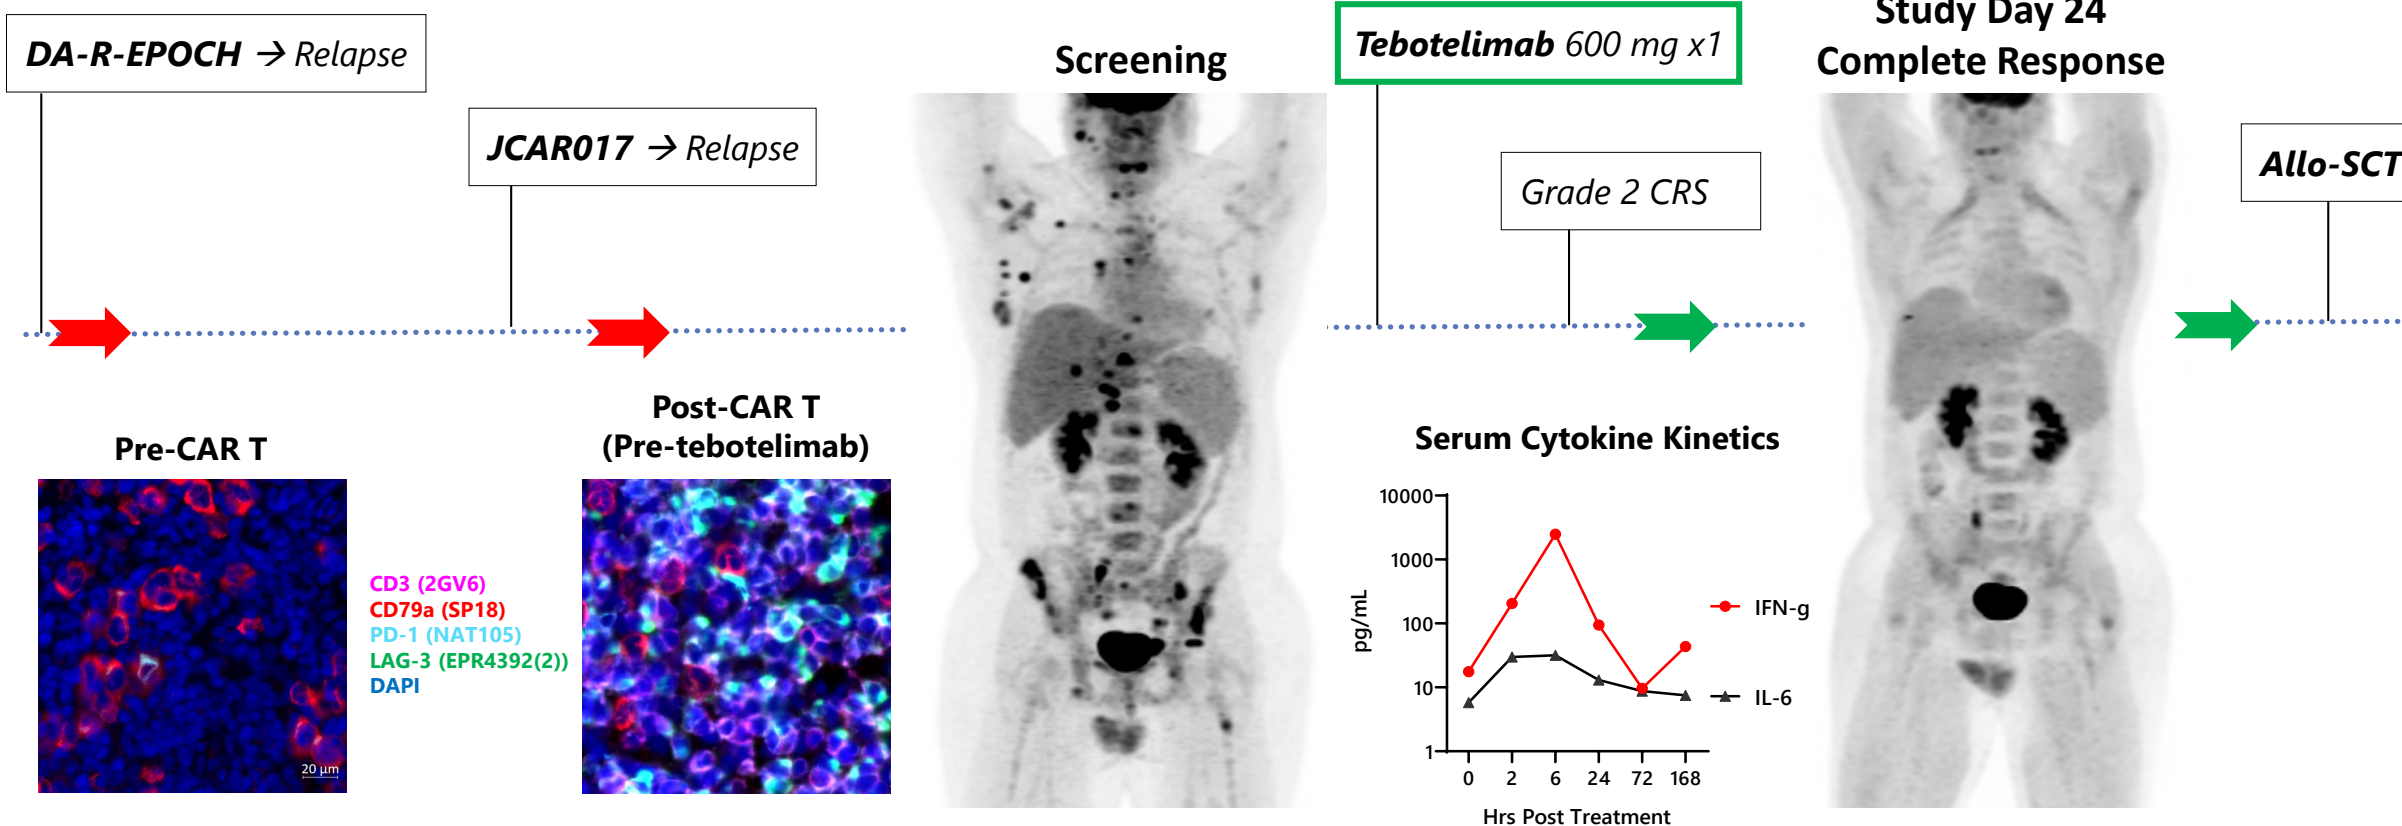 DA-R-EPOCH → Relapse
JCAR017 → Relapse
Screening
Tebotelimab 600 mg x1
Grade 2 CRS
Study Day 24
Complete Response
Allo-SCT
Pre-CAR T
20 µm
CD3 (2GV6)
CD79a (SP18)
PD-1 (NAT105)
LAG-3 (EPR4392(2))
DAPI
Post-CAR T
(Pre-tebotelimab)
Serum Cytokine Kinetics
pg/mL
10000
1000
100
10
1
0 2 6 24 72 168
Hrs Post Treatment
IFN-g
IL-6